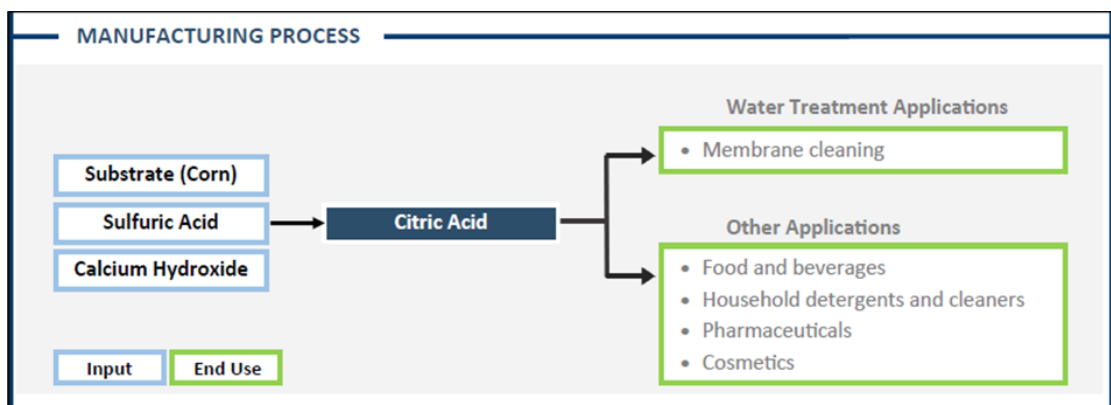 MANUFACTURING PROCESS
Water Treatment Applications
• Membrane cleaning
Substrate (Corn)
Sulfuric Acid
Calcium Hydroxide
Citric Acid
Other Applications
• Food and beverages
• Household detergents and cleaners
• Pharmaceuticals
• Cosmetics
Input
End Use